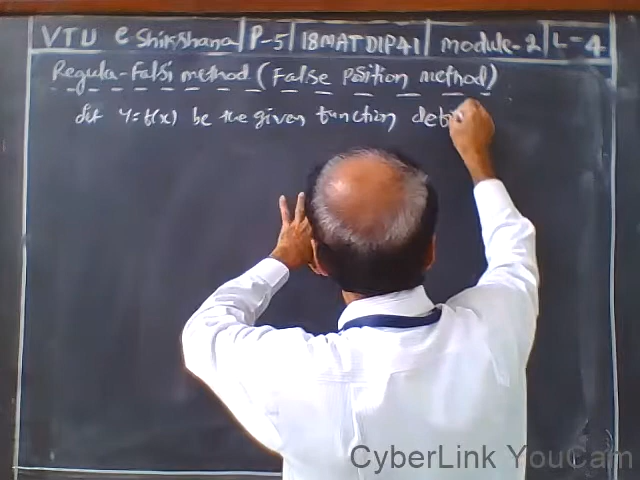 VTU e Shikshana P-5 18MATDIP41 module-2 L-4
Regula-Falsi method (False position method)
Let y=f(x) be the given function defi
CyberLink YouCam